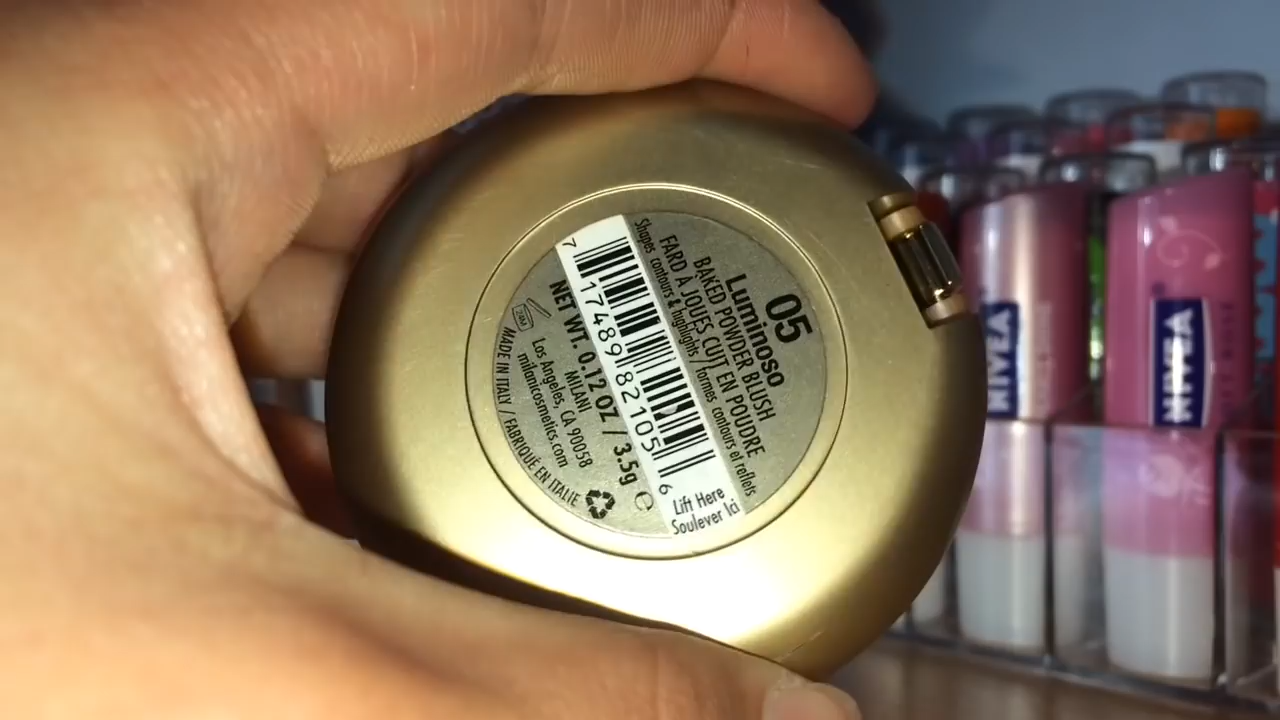 05
Luminoso
BAKED POWDER BLUSH
FARD À JOUES CUIT EN POUDRE
Shapes contours & highlights / formes contours et reflets
7 17489 82105 6
Lift Here
Soulever Ici
NET WT. 0.12 OZ / 3.5g e
MILANI
Los Angeles, CA 90058
milanicosmetics.com
MADE IN ITALY / FABRIQUÉ EN ITALIE
24M
NIVEA
NIVEA